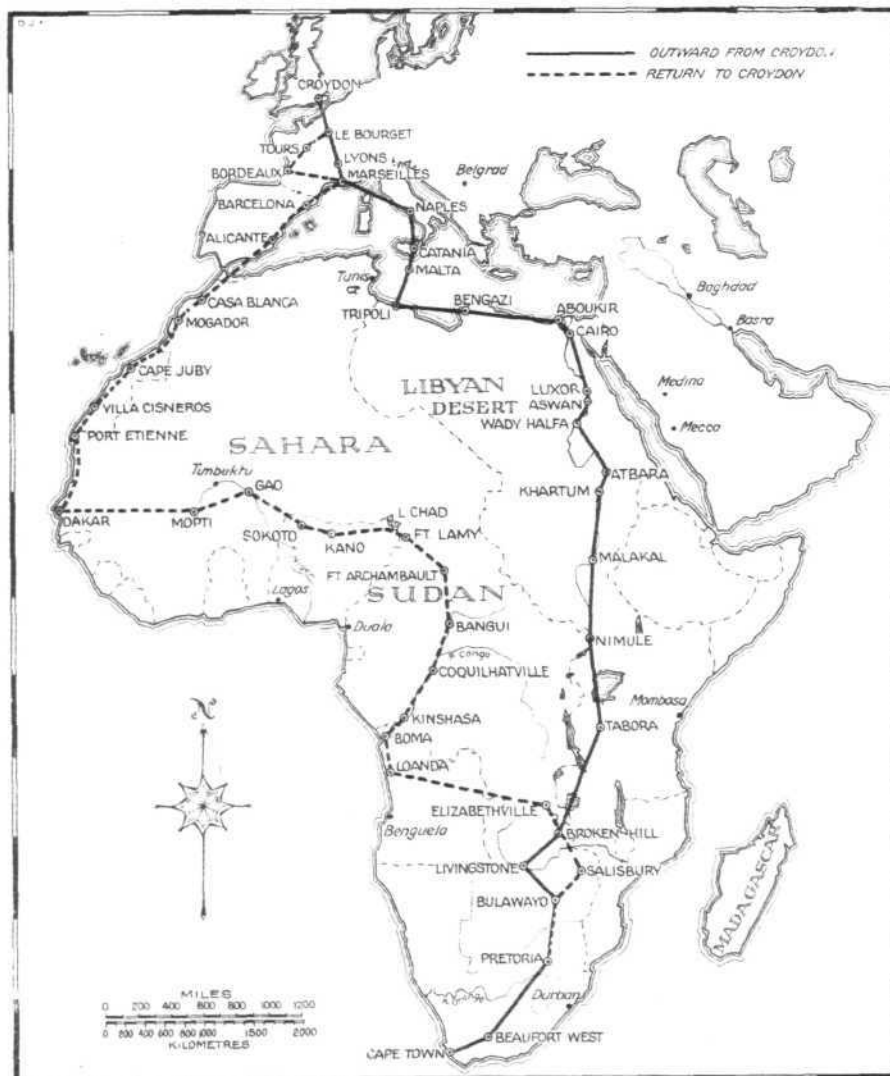 OUTWARD FROM CROYDON
RETURN TO CROYDON
CROYDON
LE BOURGET
TOURS
LYONS
BORDEAUX
MARSEILLES
Belgrad
BARCELONA
NAPLES
ALICANTE
CATANIA
MALTA
Tunis
Baghdad
CASA BLANCA
BENGAZI
ABOUKIR
Basra
TRIPOLI
MOGADOR
CAIRO
CAPE JUBY
LIBYAN
DESERT
LUXOR
ASWAN
Medina
VILLA CISNEROS
WADY HALFA
Mecca
PORT ETIENNE
SAHARA
Timbuktu
GAO
ATBARA
KHARTUM
DAKAR
MOPTI
L CHAD
SOKOTO
KANO
FT. LAMY
MALAKAL
FT ARCHAMBAULT
SUDAN
Lagos
Duala
BANGUI
NIMULE
R Congo
COQUILHATVILLE
Mombasa
KINSHASA
TABORA
BOMA
LOANDA
ELIZABETHVILLE
Benguela
BROKEN HILL
LIVINGSTONE
SALISBURY
BULAWAYO
MADAGASCAR
PRETORIA
N
MILES
0 200 400 600 800 1000 1200
0 200 400 600 800 1000 1500 2000
KILOMETRES
Durban
BEAUFORT WEST
CAPE TOWN